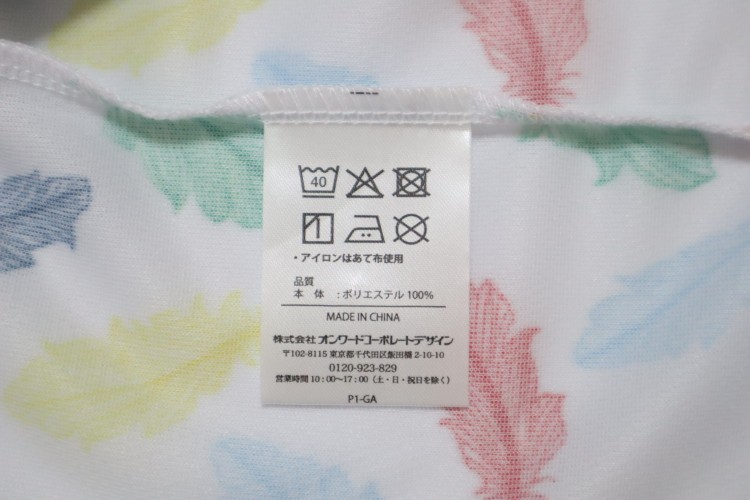 40
・アイロンはあて布使用
品質
本 体 :ポリエステル 100%
MADE IN CHINA
株式会社 オンワードコーポレートデザイン
〒102-8115 東京都千代田区飯田橋 2-10-10
0120-923-829
営業時間 10:00〜17:00(土・日・祝日を除く)
P1-GA